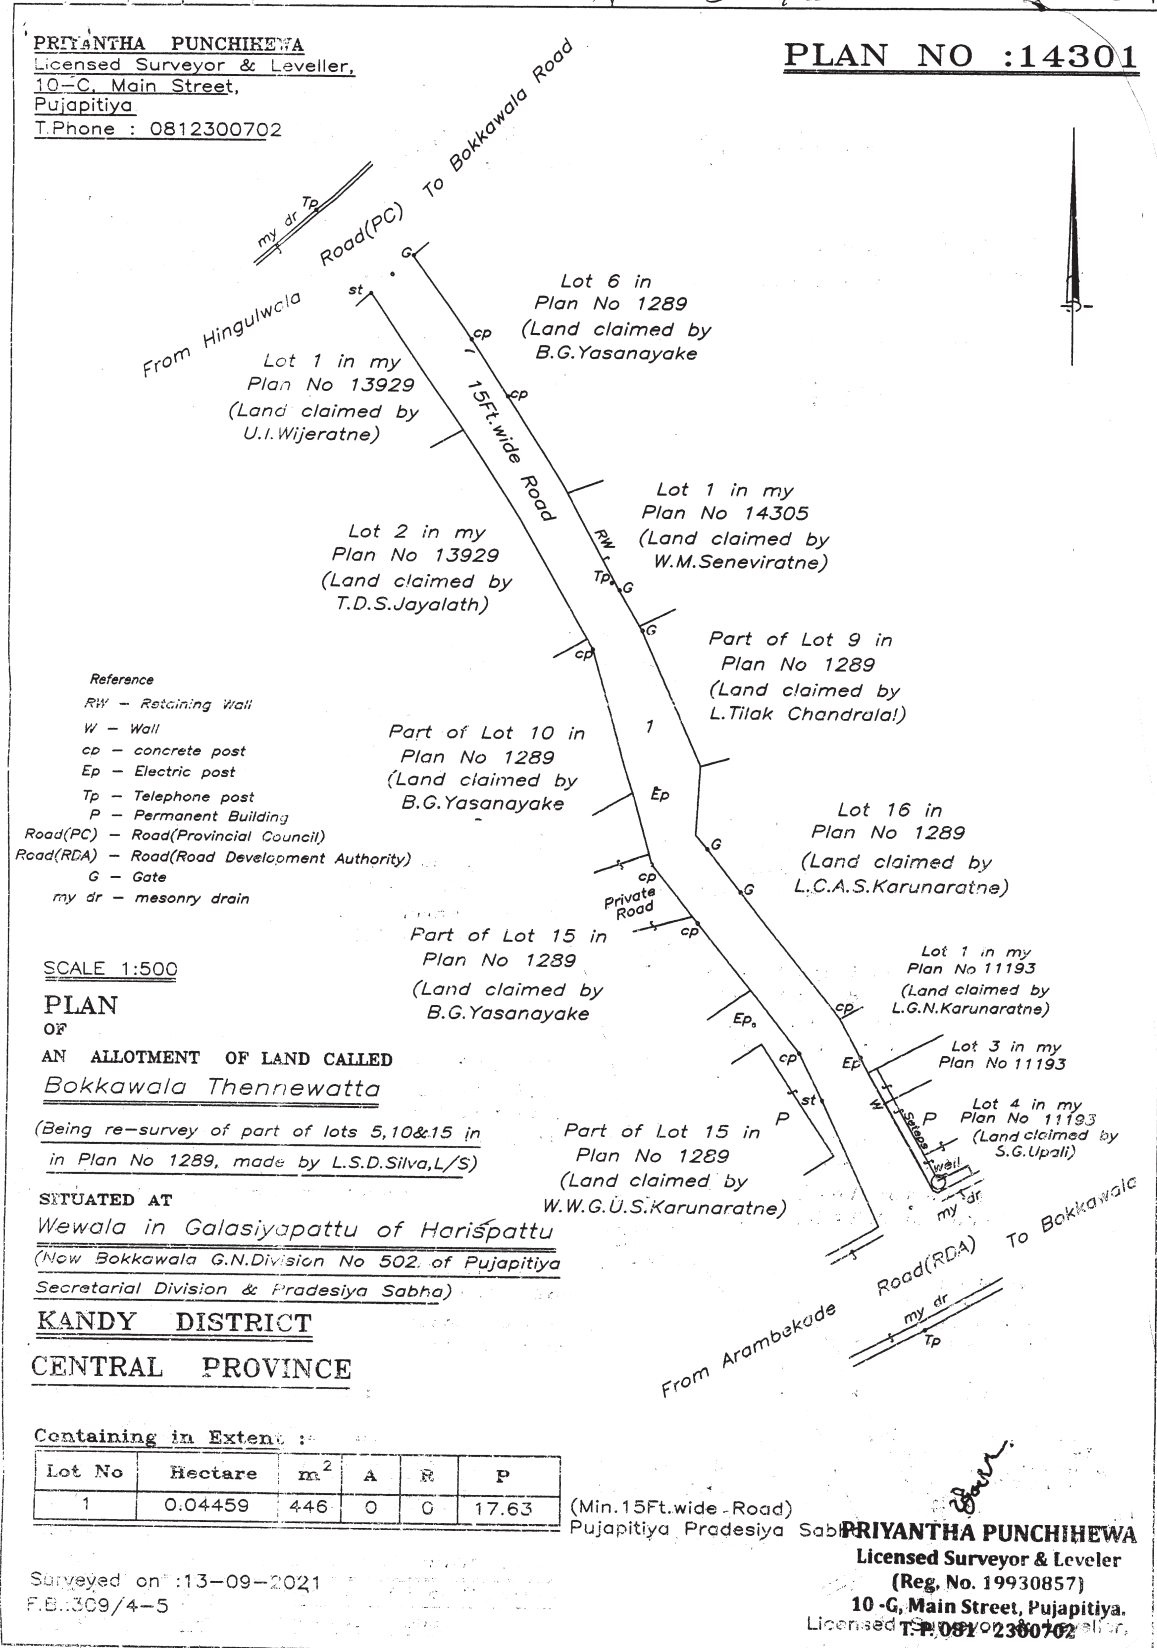 PRIYANTHA PUNCHIHEWA
Licensed Surveyor & Leveller,
10-C, Main Street,
Pujapitiya
T.Phone : 0812300702
PLAN NO :14301
To Bokkawala Road
Road(PC)
From Hingulwala
my dr Tp
G
st
cp
cp
Lot 6 in
Plan No 1289
(Land claimed by
B.G.Yasanayake
Lot 1 in my
Plan No 13929
(Land claimed by
U.I.Wijeratne)
15Ft.wide Road
Lot 1 in my
Plan No 14305
(Land claimed by
W.M.Seneviratne)
RW
Tp
G
G
Lot 2 in my
Plan No 13929
(Land claimed by
T.D.S.Jayalath)
cp
Part of Lot 9 in
Plan No 1289
(Land claimed by
L.Tilak Chandralal)
Reference
RW - Retaining Wall
W - Wall
cp - concrete post
Ep - Electric post
Tp - Telephone post
P - Permanent Building
Road(PC) - Road(Provincial Council)
Road(RDA) - Road(Road Development Authority)
G - Gate
my dr - mesonry drain
1
Part of Lot 10 in
Plan No 1289
(Land claimed by
B.G.Yasanayake
Ep
Lot 16 in
Plan No 1289
(Land claimed by
L.C.A.S.Karunaratne)
G
G
cp
Private
Road
cp
Part of Lot 15 in
Plan No 1289
(Land claimed by
B.G.Yasanayake
Lot 1 in my
Plan No 11193
(Land claimed by
L.G.N.Karunaratne)
cp
Ep
cp
Ep
Lot 3 in my
Plan No 11193
st
P
W
Seteps
P
well
Lot 4 in my
Plan No 11193
(Land claimed by
S.G.Upali)
Part of Lot 15 in
Plan No 1289
(Land claimed by
W.W.G.U.S.Karunaratne)
my dr
To Bokkawala
Road(RDA)
From Arambekade
my dr
Tp
SCALE 1:500
PLAN
OF
AN ALLOTMENT OF LAND CALLED
Bokkawala Thennewatta
(Being re-survey of part of lots 5,10&15 in
in Plan No 1289, made by L.S.D.Silva,L/S)
SITUATED AT
Wewala in Galasiyapattu of Harispattu
(Now Bokkawala G.N.Division No 502. of Pujapitiya
Secretarial Division & Pradesiya Sabha)
KANDY DISTRICT
CENTRAL PROVINCE
Containing in Extent :-
Lot No Hectare m2 A R P
1 0.04459 446 0 0 17.63
(Min.15Ft.wide Road)
Pujapitiya Pradesiya Sabha
Surveyed on :13-09-2021
F.B.:309/4-5
PRIYANTHA PUNCHIHEWA
Licensed Surveyor & Leveler
(Reg. No. 19930857)
10 -G, Main Street, Pujapitiya.
T.P. 081 - 2300702
Licensed Surveyor & Leveller,